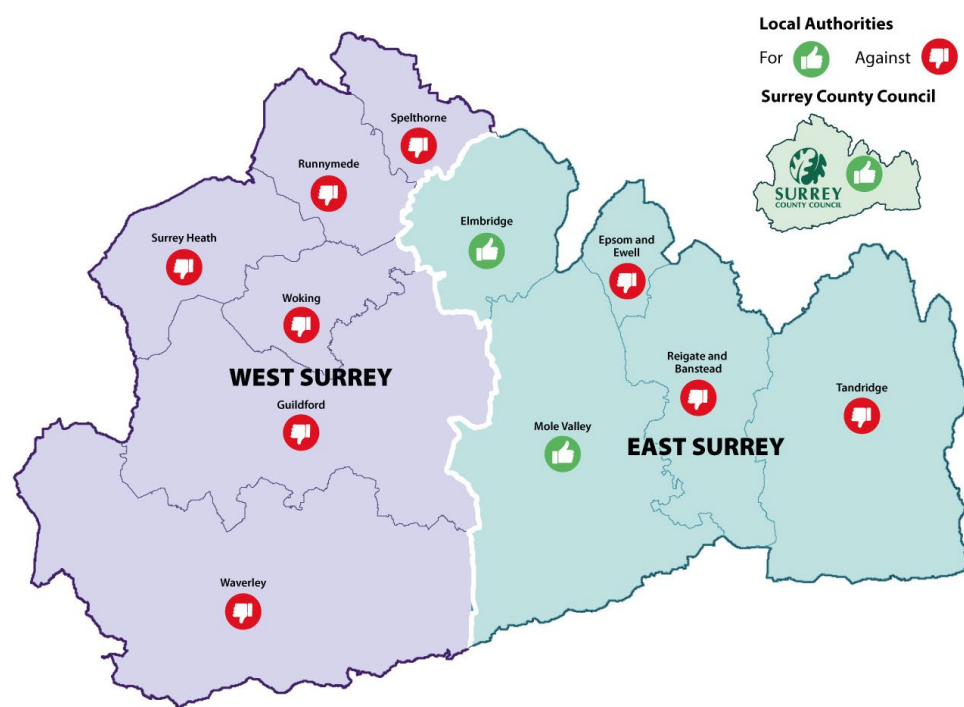 Local Authorities
For Against
Surrey County Council
SURREY
COUNTY COUNCIL
Spelthorne
Runnymede
Elmbridge
Surrey Heath
Epsom and
Ewell
Woking
Reigate and
Banstead
WEST SURREY
Tandridge
Guildford
Mole Valley
EAST SURREY
Waverley